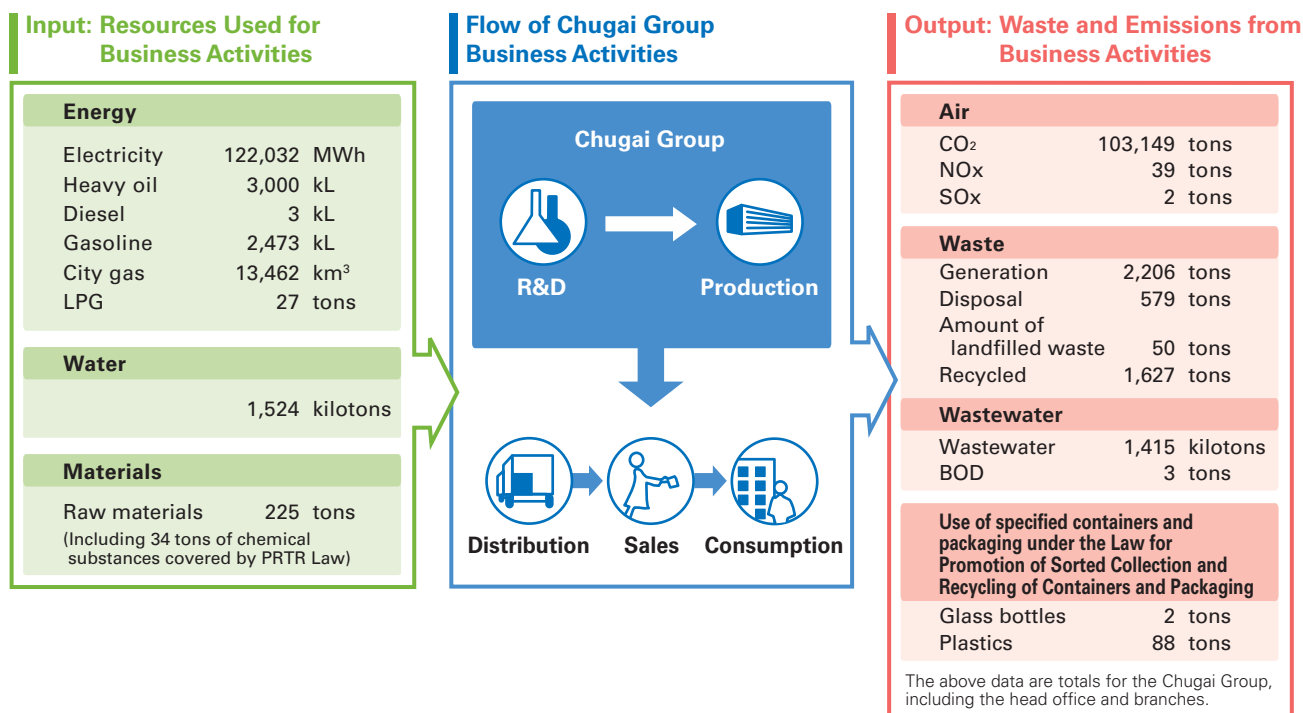 Input: Resources Used for
Business Activities
Energy
Electricity 122,032 MWh
Heavy oil 3,000 kL
Diesel 3 kL
Gasoline 2,473 kL
City gas 13,462 km³
LPG 27 tons
Water
1,524 kilotons
Materials
Raw materials 225 tons
(Including 34 tons of chemical
substances covered by PRTR Law)
Flow of Chugai Group
Business Activities
Chugai Group
R&D Production
Distribution Sales Consumption
Output: Waste and Emissions from
Business Activities
Air
CO₂ 103,149 tons
NOx 39 tons
SOx 2 tons
Waste
Generation 2,206 tons
Disposal 579 tons
Amount of
landfilled waste 50 tons
Recycled 1,627 tons
Wastewater
Wastewater 1,415 kilotons
BOD 3 tons
Use of specified containers and
packaging under the Law for
Promotion of Sorted Collection and
Recycling of Containers and Packaging
Glass bottles 2 tons
Plastics 88 tons
The above data are totals for the Chugai Group,
including the head office and branches.